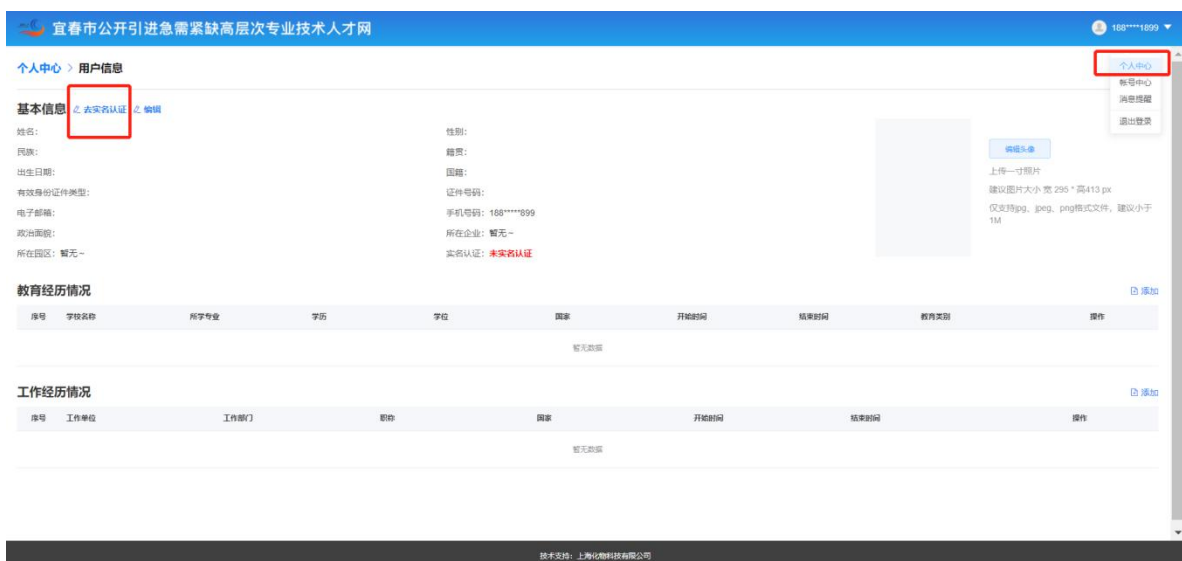 宜春市公开引进急需紧缺高层次专业技术人才网
188****1899
个人中心 > 用户信息
个人中心
帐号中心
消息提醒
退出登录
基本信息 去实名认证 编辑
姓名: 性别:
民族: 籍贯:
出生日期: 国籍:
有效身份证件类型: 证件号码:
电子邮箱: 手机号码: 188*****899
政治面貌: 所在企业: 暂无~
所在园区: 暂无~ 实名认证: 未实名认证
编辑头像
上传一寸照片
建议图片大小 宽 295 * 高413 px
仅支持jpg、jpeg、png格式文件, 建议小于
1M
教育经历情况 添加
序号 学校名称 所学专业 学历 学位 国家 开始时间 结束时间 教育类别 操作
暂无数据
工作经历情况 添加
序号 工作单位 工作部门 职称 国家 开始时间 结束时间 操作
暂无数据
技术支持: 上海化物科技有限公司